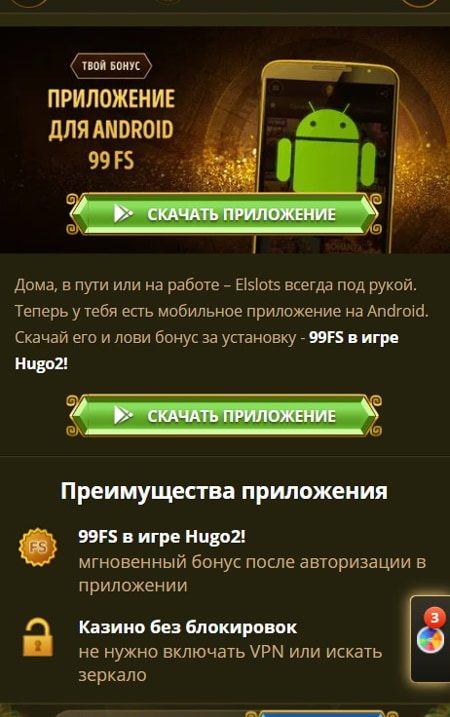 ТВОЙ БОНУС
ПРИЛОЖЕНИЕ
ДЛЯ ANDROID
99 FS
СКАЧАТЬ ПРИЛОЖЕНИЕ
Дома, в пути или на работе – Elslots всегда под рукой.
Теперь у тебя есть мобильное приложение на Android.
Скачай его и лови бонус за установку - 99FS в игре
Hugo2!
СКАЧАТЬ ПРИЛОЖЕНИЕ
Преимущества приложения
FS
99FS в игре Hugo2!
мгновенный бонус после авторизации в
приложении
3
Казино без блокировок
не нужно включать VPN или искать
зеркало